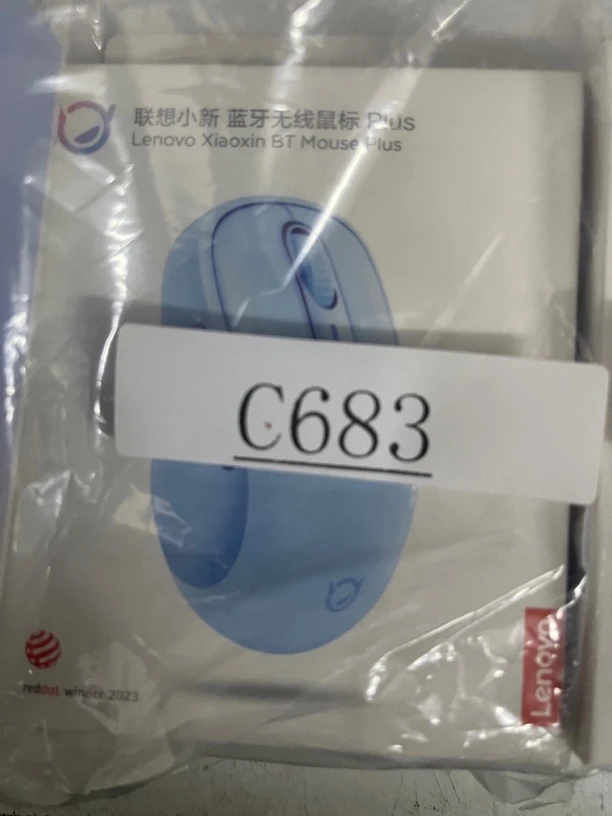 联想小新 蓝牙无线鼠标 Plus
Lenovo Xiaoxin BT Mouse Plus
C683
reddot winner 2023
Lenovo